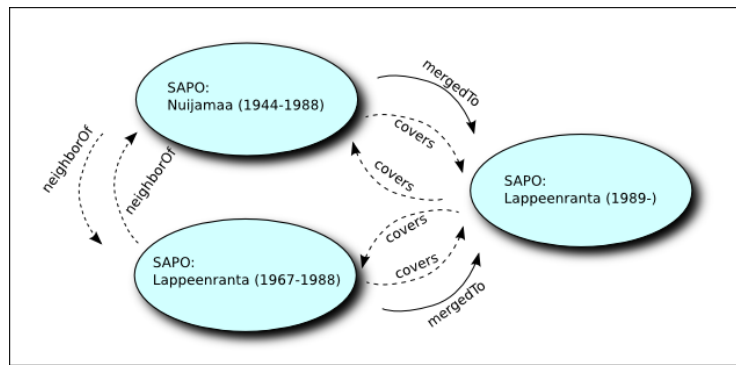 SAPO:
Nuijamaa (1944-1988)
mergedTo
covers
covers
neighborOf
neighborOf
SAPO:
Lappeenranta (1989-)
covers
covers
mergedTo
SAPO:
Lappeenranta (1967-1988)